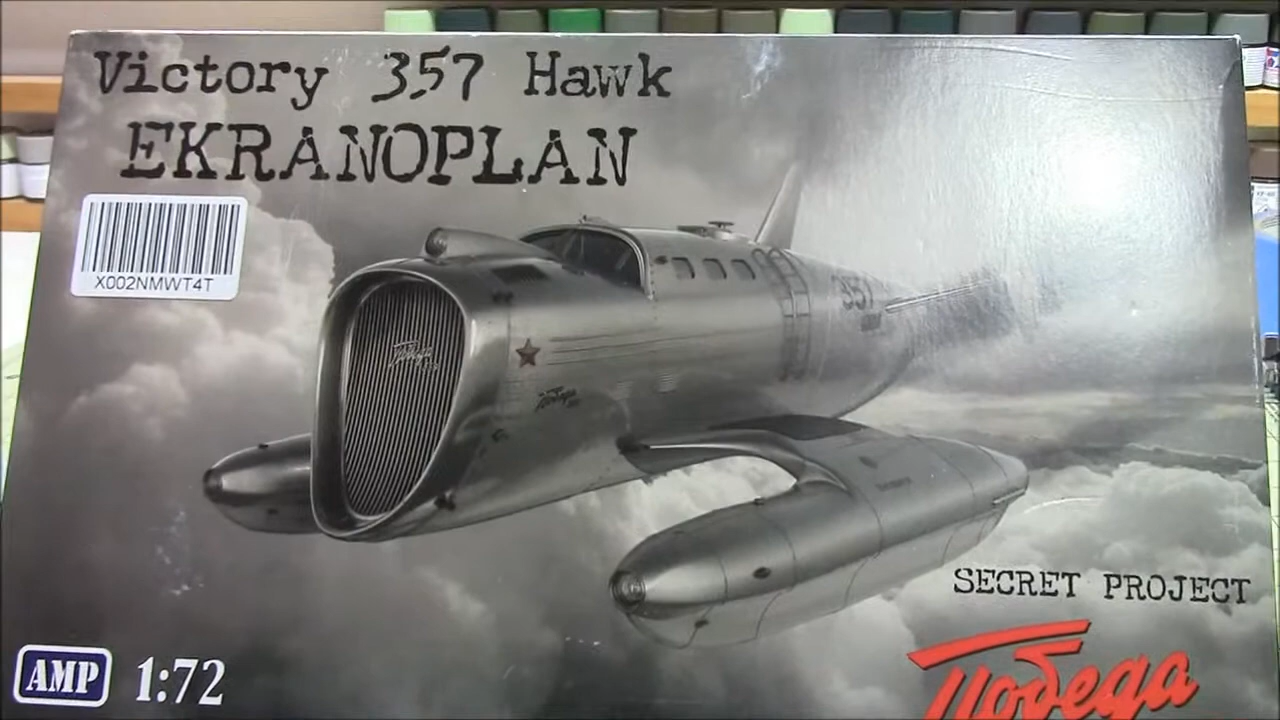 Victory 357 Hawk
EKRANOPLAN
X002NMWT4T
357
SECRET PROJECT
Победа
AMP 1:72